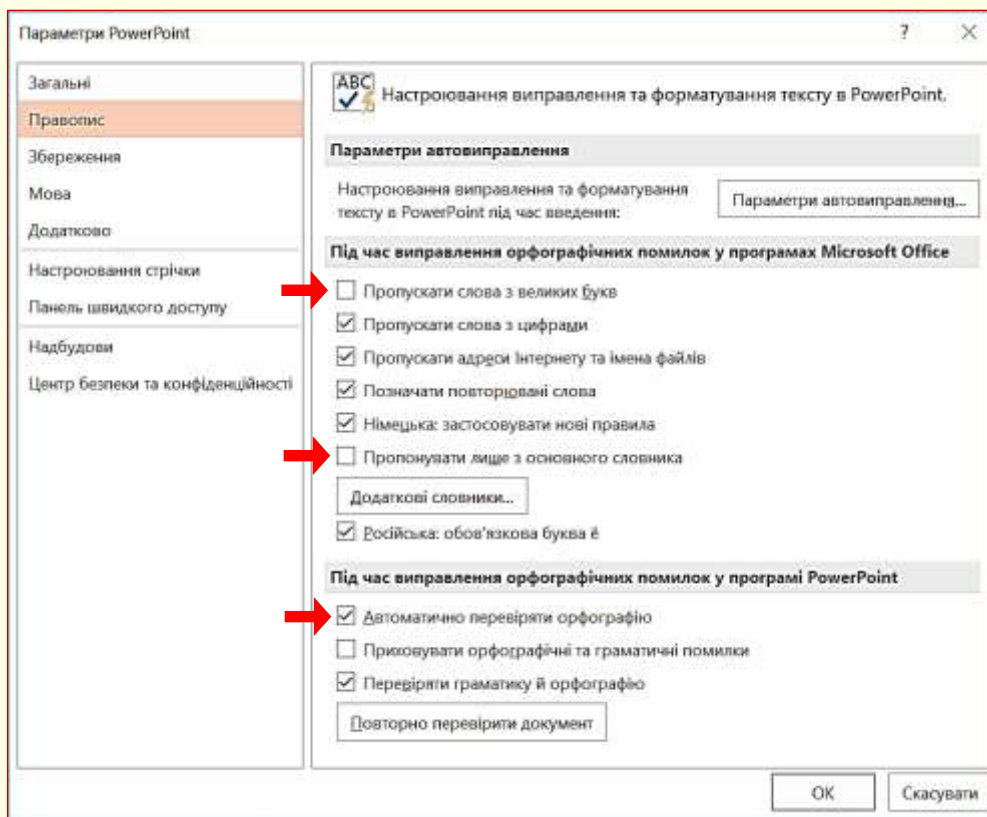 Параметри PowerPoint
?
Загальні
Правопис
Збереження
Мова
Додатково
Настроювання стрічки
Панель швидкого доступу
Надбудови
Центр безпеки та конфіденційності
ABC
Настроювання виправлення та форматування тексту в PowerPoint.
Параметри автовиправлення
Настроювання виправлення та форматування
тексту в PowerPoint під час введення:
Параметри автовиправлення...
Під час виправлення орфографічних помилок у програмах Microsoft Office
Пропускати слова з великих букв
Пропускати слова з цифрами
Пропускати адреси Інтернету та імена файлів
Позначати повторювані слова
Німецька: застосовувати нові правила
Пропонувати лише з основного словника
Додаткові словники...
Російська: обов'язкова буква ё
Під час виправлення орфографічних помилок у програмі PowerPoint
Автоматично перевіряти орфографію
Приховувати орфографічні та граматичні помилки
Перевіряти граматику й орфографію
Повторно перевірити документ
ОК
Скасувати